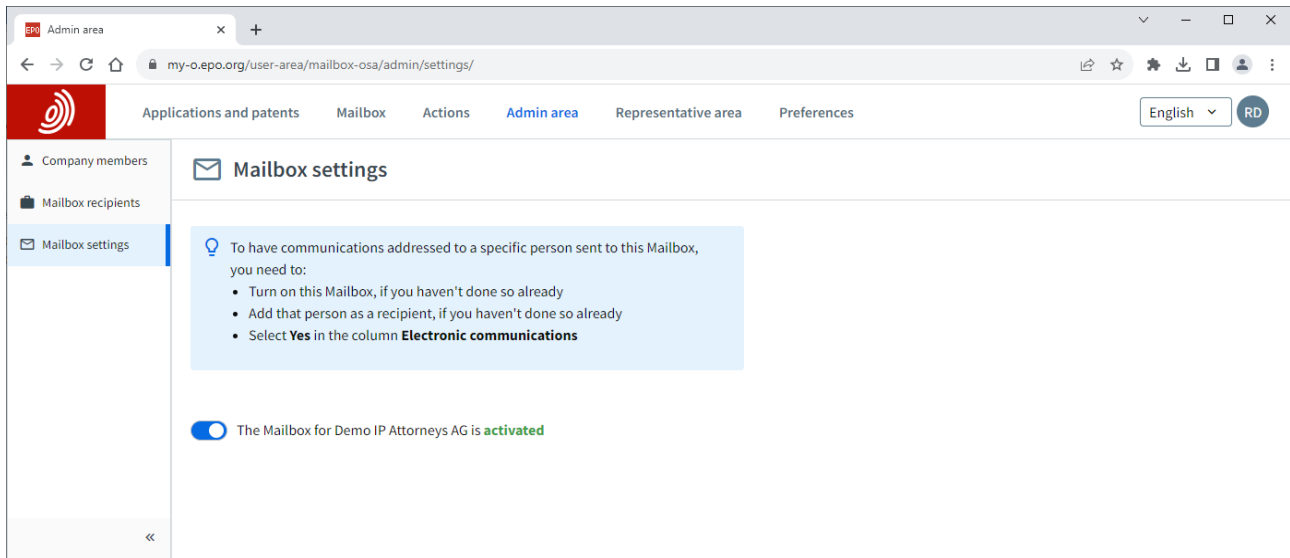 EPO Admin area
my-o.epo.org/user-area/mailbox-osa/admin/settings/
Applications and patents Mailbox Actions Admin area Representative area Preferences English RD
Company members
Mailbox recipients
Mailbox settings
Mailbox settings
To have communications addressed to a specific person sent to this Mailbox,
you need to:
• Turn on this Mailbox, if you haven't done so already
• Add that person as a recipient, if you haven't done so already
• Select Yes in the column Electronic communications
The Mailbox for Demo IP Attorneys AG is activated